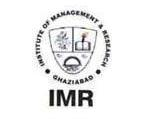 INSTITUTE OF MANAGEMENT & RESEARCH
GHAZIABAD
IMR